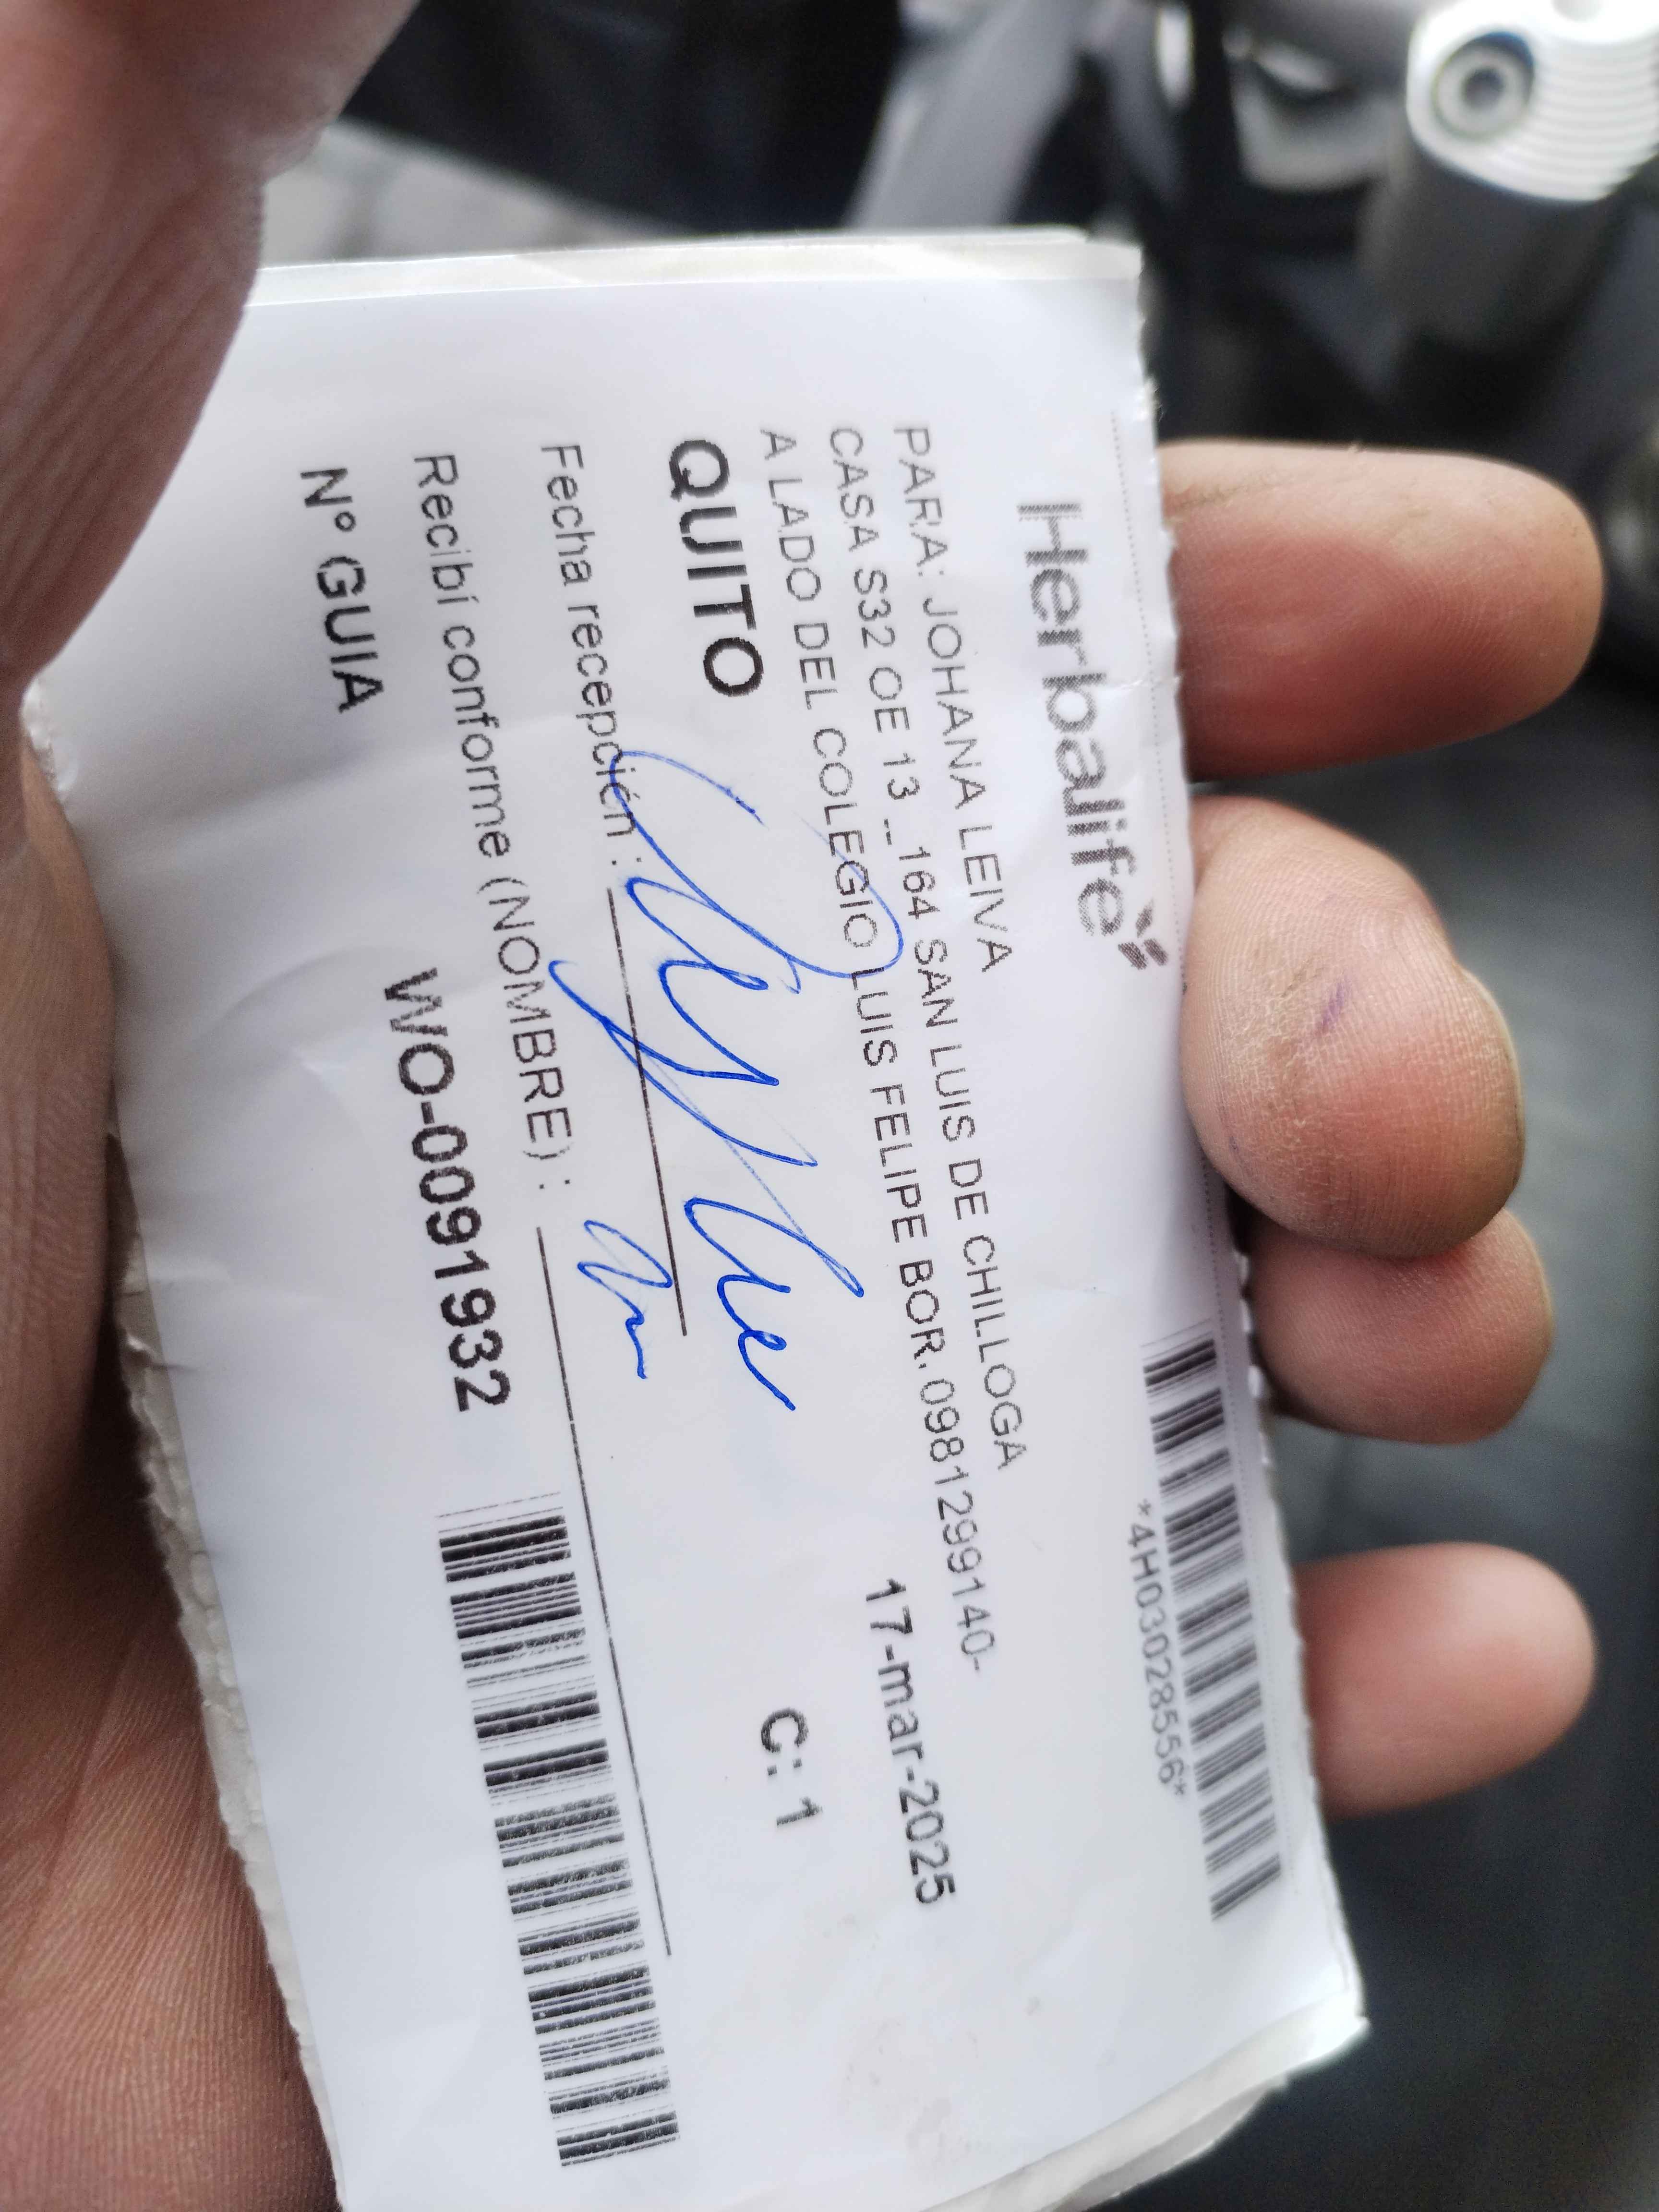 Herbalife
*4H03028556*
PARA: JOHANA LEIVA
CASA S32 OE 13 _-_164 SAN LUIS DE CHILLOGA
A LADO DEL COLEGIO LUIS FELIPE BOR.0981299140-
17-mar-2025
QUITO
C: 1
Fecha recepción :
Recibí conforme (NOMBRE) :
Nº GUIA
WO-0091932